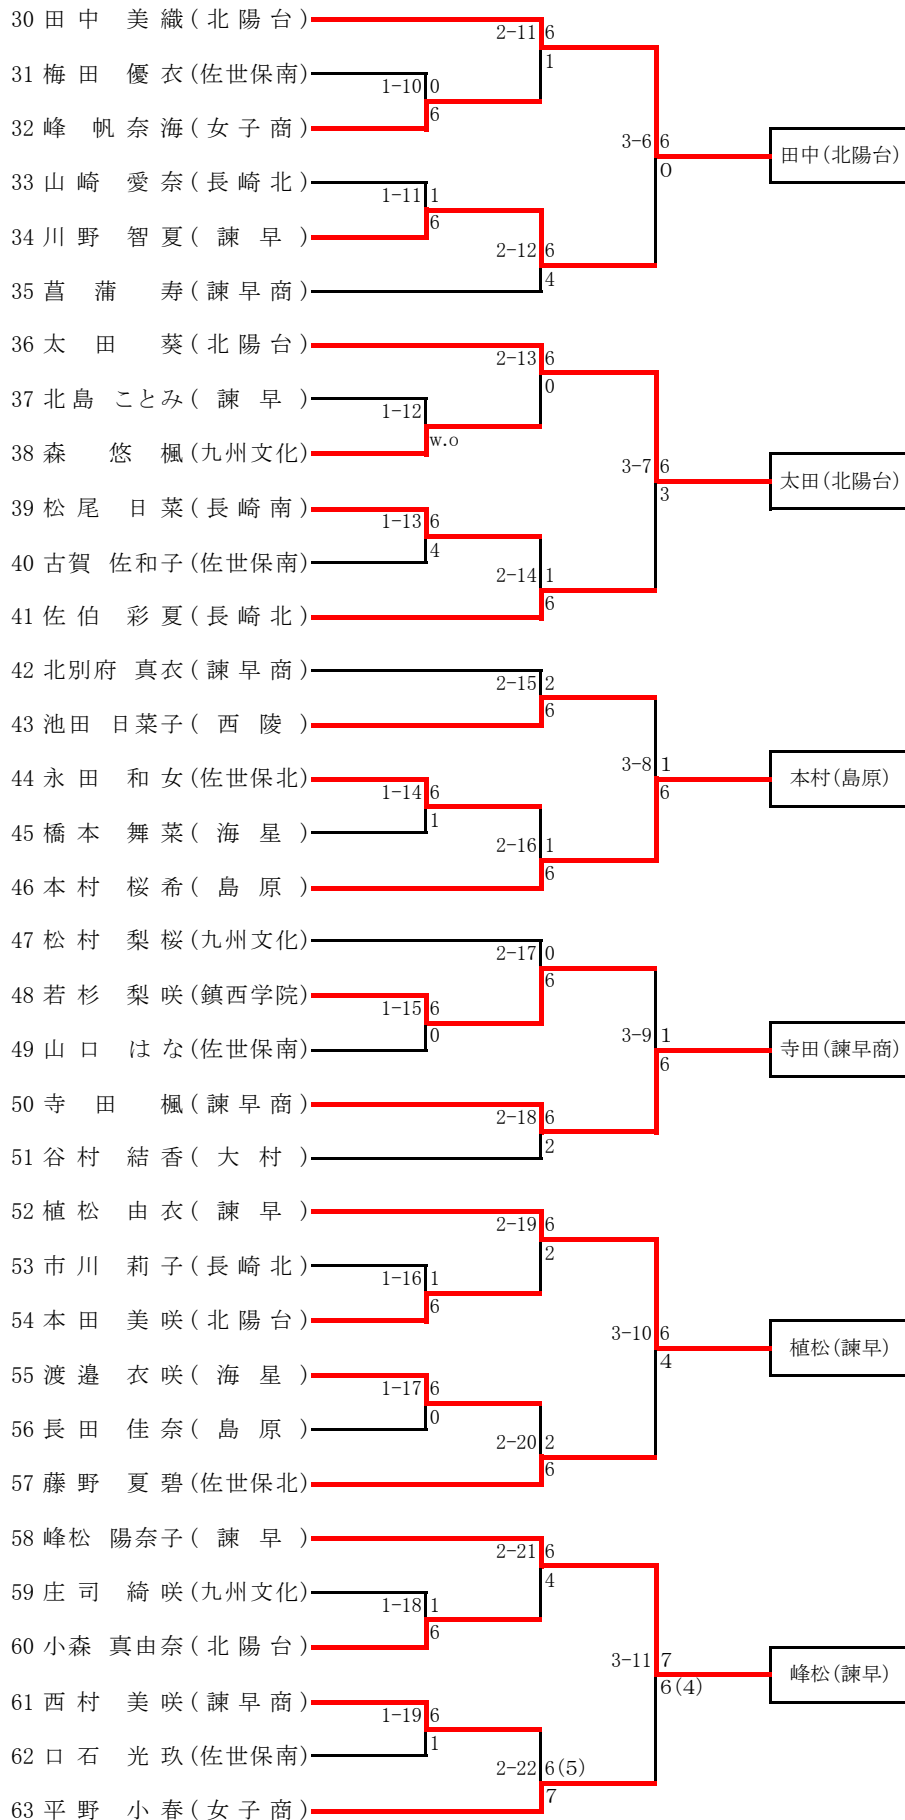 30 田中 美織(北陽台)
2-11 6
1
31 梅田 優衣(佐世保南)
1-10 0
6
32 峰 帆奈海(女子商)
3-6 6
0
田中(北陽台)
33 山崎 愛奈(長崎北)
1-11 1
6
34 川野 智夏(諫早)
2-12 6
4
35 菖蒲 寿(諫早商)
36 太田 葵(北陽台)
2-13 6
0
37 北島 ことみ(諫早)
1-12
w.o
38 森 悠楓(九州文化)
3-7 6
3
太田(北陽台)
39 松尾 日菜(長崎南)
1-13 6
4
40 古賀 佐和子(佐世保南)
2-14 1
6
41 佐伯 彩夏(長崎北)
42 北別府 真衣(諫早商)
2-15 2
6
43 池田 日菜子(西陵)
3-8 1
6
本村(島原)
44 永田 和女(佐世保北)
1-14 6
1
45 橋本 舞菜(海星)
2-16 1
6
46 本村 桜希(島原)
47 松村 梨桜(九州文化)
2-17 0
6
48 若杉 梨咲(鎮西学院)
1-15 6
0
49 山口 はな(佐世保南)
3-9 1
6
寺田(諫早商)
50 寺田 楓(諫早商)
2-18 6
2
51 谷村 結香(大村)
52 植松 由衣(諫早)
2-19 6
2
53 市川 莉子(長崎北)
1-16 1
6
54 本田 美咲(北陽台)
3-10 6
4
植松(諫早)
55 渡邉 衣咲(海星)
1-17 6
0
56 長田 佳奈(島原)
2-20 2
6
57 藤野 夏碧(佐世保北)
58 峰松 陽奈子(諫早)
2-21 6
4
59 庄司 綺咲(九州文化)
1-18 1
6
60 小森 真由奈(北陽台)
3-11 7
6(4)
峰松(諫早)
61 西村 美咲(諫早商)
1-19 6
1
62 口石 光玖(佐世保南)
2-22 6(5)
7
63 平野 小春(女子商)